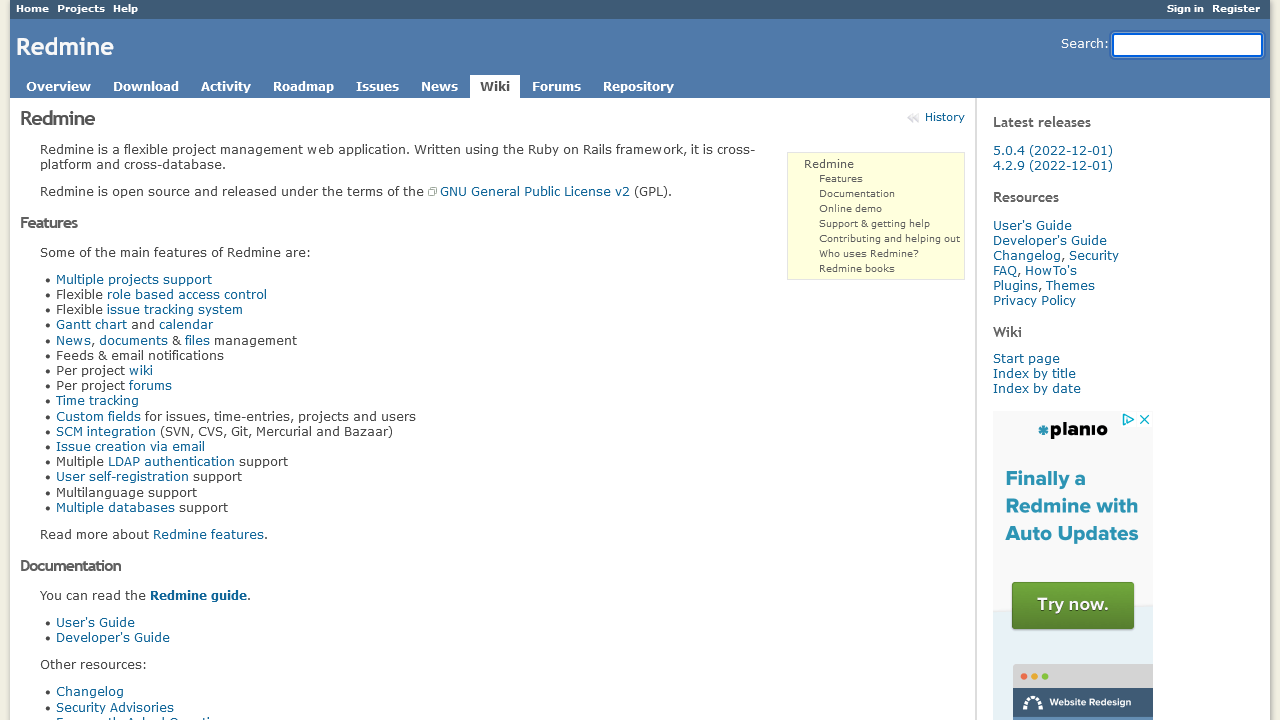 Home Projects Help Sign in Register
Redmine
Search:
Overview Download Activity Roadmap Issues News Wiki Forums Repository
History
Redmine
Redmine is a flexible project management web application. Written using the Ruby on Rails framework, it is cross-
platform and cross-database.
Redmine is open source and released under the terms of the GNU General Public License v2 (GPL).
Redmine
Features
Documentation
Online demo
Support & getting help
Contributing and helping out
Who uses Redmine?
Redmine books
Features
Some of the main features of Redmine are:
Multiple projects support
Flexible role based access control
Flexible issue tracking system
Gantt chart and calendar
News, documents & files management
Feeds & email notifications
Per project wiki
Per project forums
Time tracking
Custom fields for issues, time-entries, projects and users
SCM integration (SVN, CVS, Git, Mercurial and Bazaar)
Issue creation via email
Multiple LDAP authentication support
User self-registration support
Multilanguage support
Multiple databases support
Read more about Redmine features.
Documentation
You can read the Redmine guide.
User's Guide
Developer's Guide
Other resources:
Changelog
Security Advisories
Latest releases
5.0.4 (2022-12-01)
4.2.9 (2022-12-01)
Resources
User's Guide
Developer's Guide
Changelog, Security
FAQ, HowTo's
Plugins, Themes
Privacy Policy
Wiki
Start page
Index by title
Index by date
planio
Finally a
Redmine with
Auto Updates
Try now.
Website Redesign